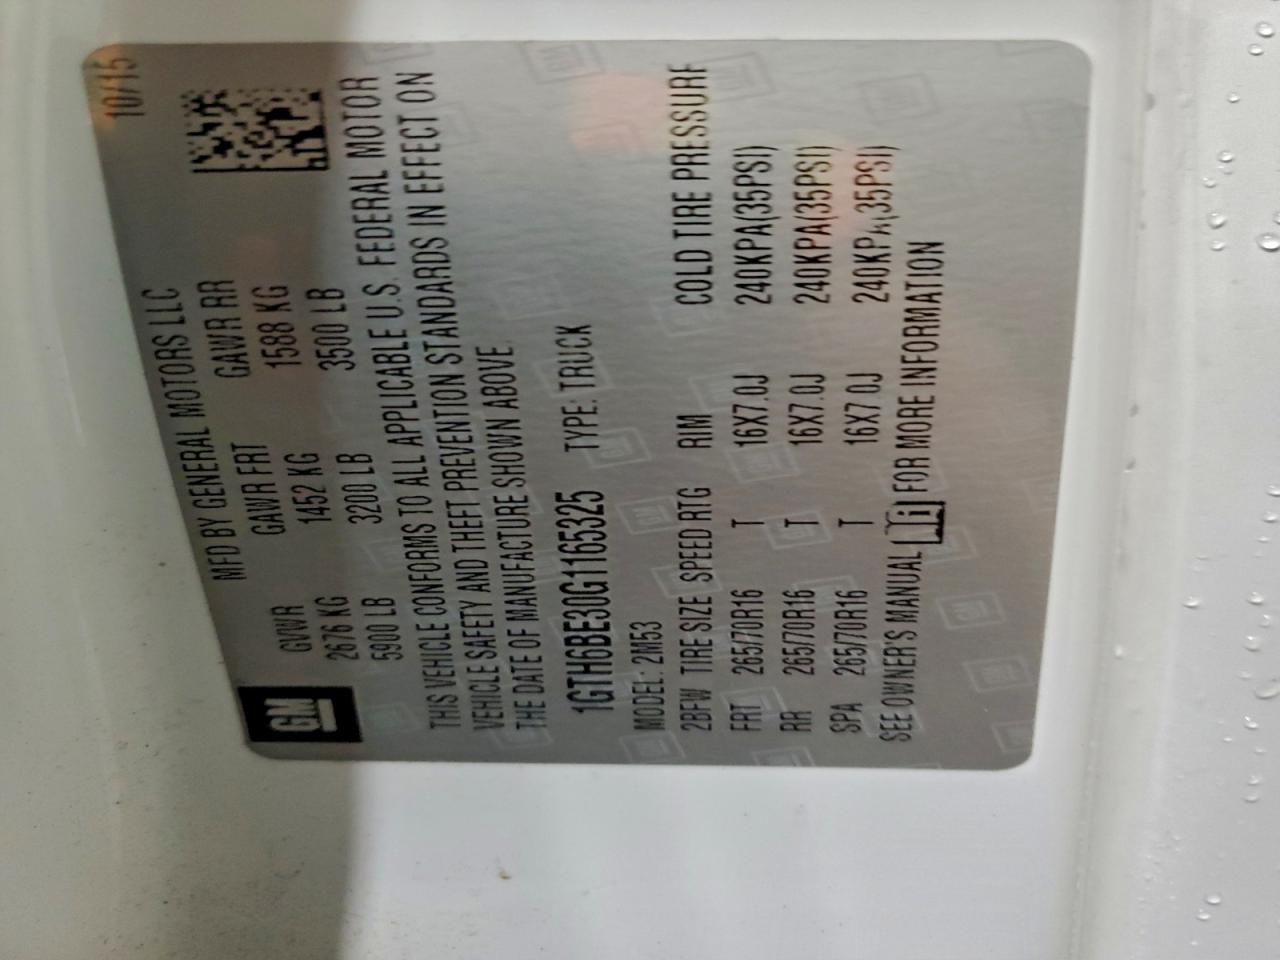 MFD BY GENERAL MOTORS LLC 10/15
GM
GVWR GAWR FRT GAWR RR
2676 KG 1452 KG 1588 KG
5900 LB 3200 LB 3500 LB
THIS VEHICLE CONFORMS TO ALL APPLICABLE U.S. FEDERAL MOTOR
VEHICLE SAFETY AND THEFT PREVENTION STANDARDS IN EFFECT ON
THE DATE OF MANUFACTURE SHOWN ABOVE.
1GTH6BE30G1165325 TYPE: TRUCK
MODEL: 2M53
2BFW TIRE SIZE SPEED RTG RIM COLD TIRE PRESSURE
FRT 265/70R16 T 16X7.0J 240KPA(35PSI)
RR 265/70R16 T 16X7.0J 240KPA(35PSI)
SPA 265/70R16 T 16X7.0J 240KPA(35PSI)
SEE OWNER'S MANUAL i FOR MORE INFORMATION